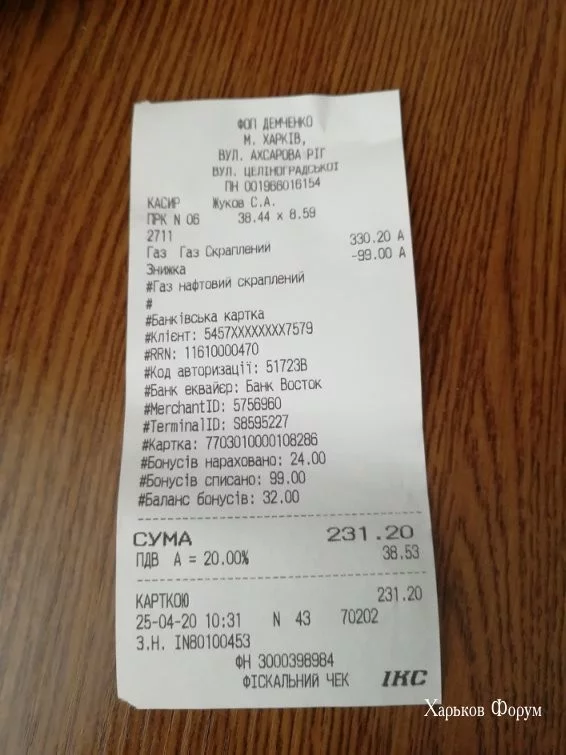 ФОП ДЕМЧЕНКО
М. ХАРКІВ,
ВУЛ. АХСАРОВА РІГ
ВУЛ. ЦЕЛІНОГРАДСЬКОЇ
ПН 001966016154
КАСИР Жуков С.А.
ПРК N 06 38.44 x 8.59
2711
Газ Газ Скраплений 330.20 А
Знижка -99.00 А
#Газ нафтовий скраплений
#
#Банківська картка
#Клієнт: 5457XXXXXXXX7579
#RRN: 11610000470
#Код авторизації: 51723B
#Банк еквайєр: Банк Восток
#MerchantID: 5756960
#TerminalID: S8595227
#Картка: 7703010000108286
#Бонусів нараховано: 24.00
#Бонусів списано: 99.00
#Баланс бонусів: 32.00
СУМА 231.20
ПДВ А = 20.00% 38.53
КАРТКОЮ 231.20
25-04-20 10:31 N 43 70202
З.Н. IN80100453
ФН 3000398984
ФІСКАЛЬНИЙ ЧЕК ІКС
Харьков Форум